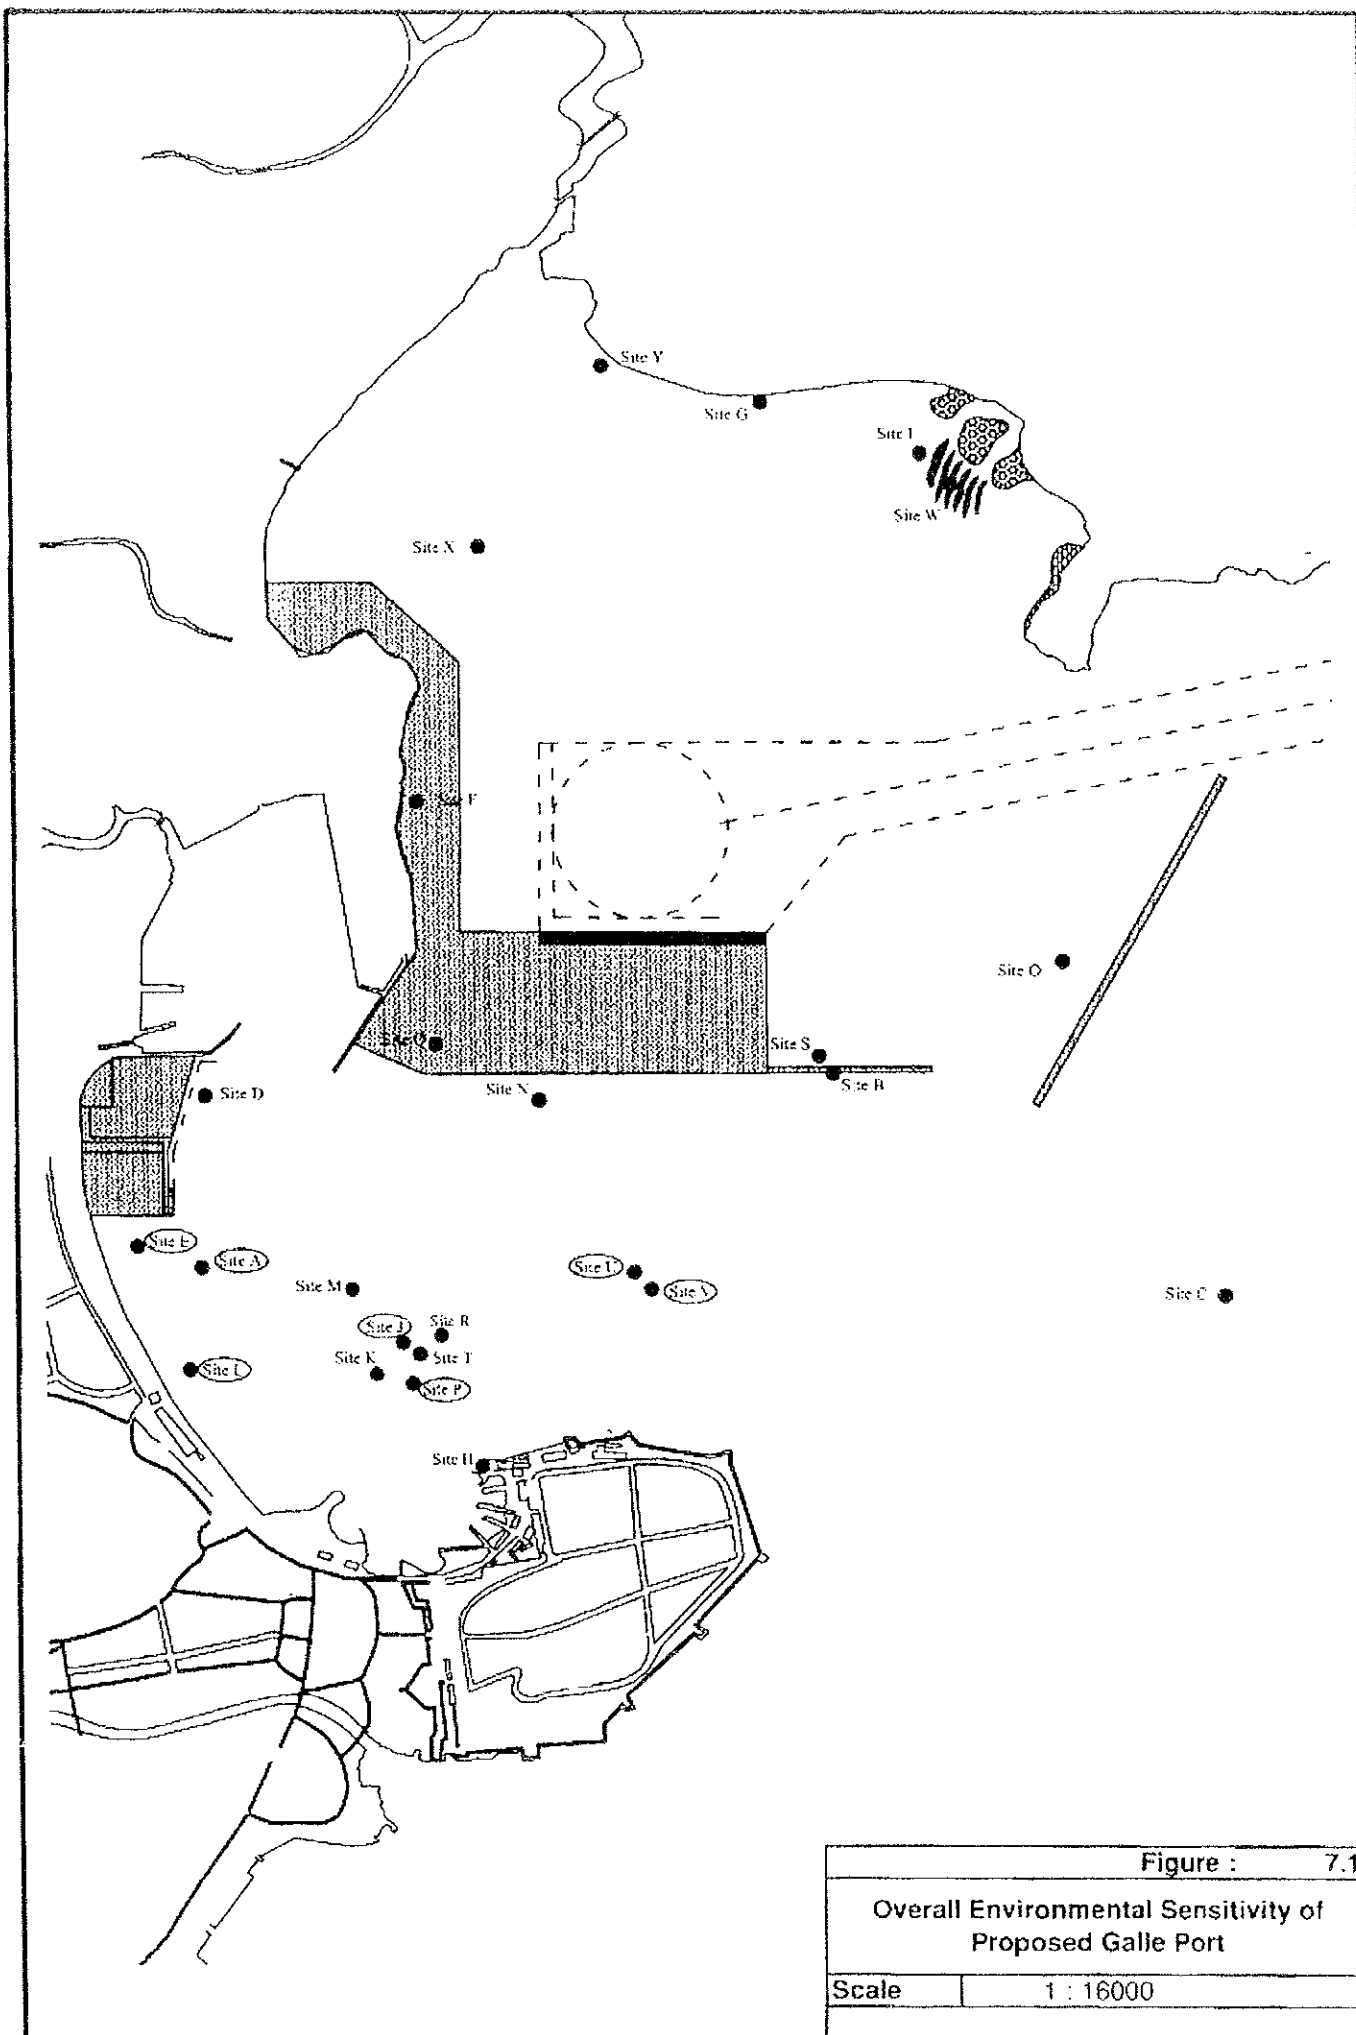 Site Y
Site G
Site I
Site W
Site X
Site F
Site O
Site Q
Site S
Site B
Site N
Site D
Site E
Site A
Site U
Site V
Site M
Site C
Site J
Site R
Site K
Site T
Site L
Site P
Site H
Figure : 7.1
Overall Environmental Sensitivity of
Proposed Galle Port
Scale 1 : 16000